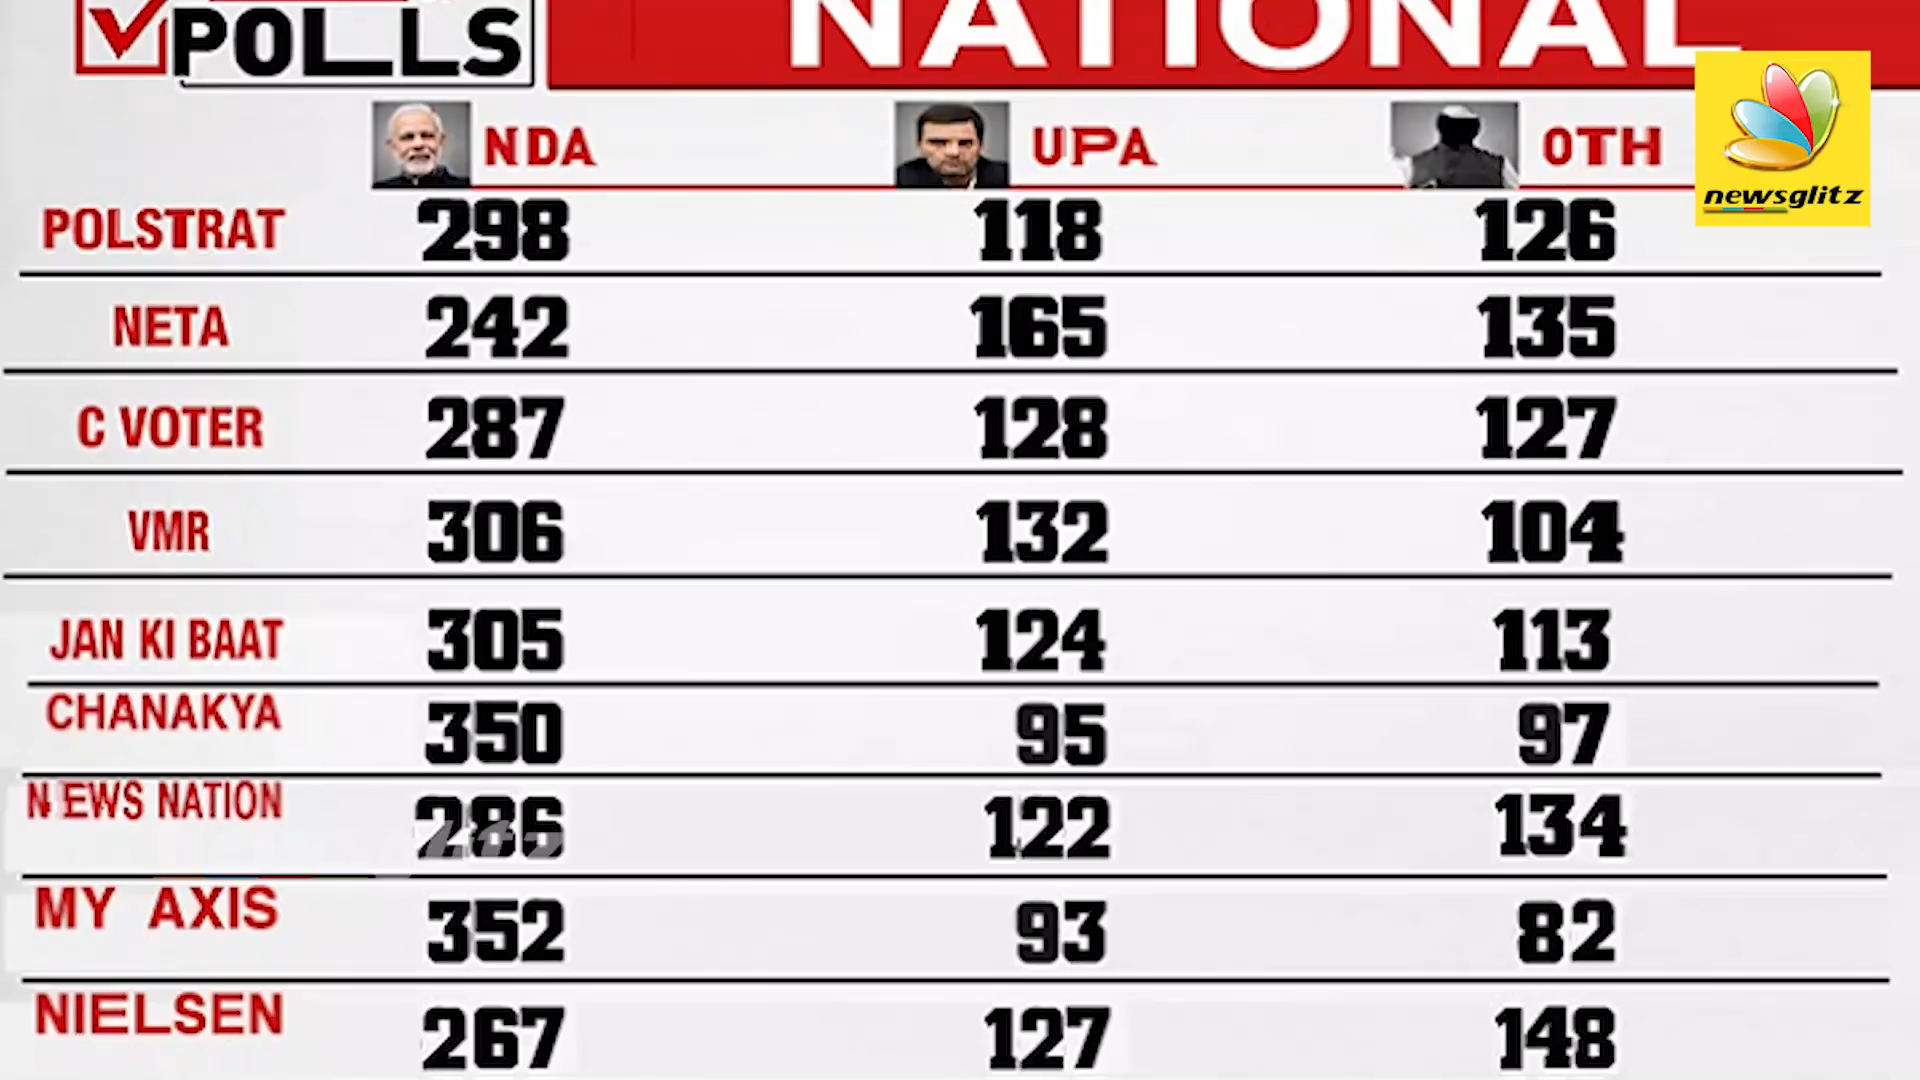 POLLS
NATIONAL
newsglitz
NDA UPA OTH
POLSTRAT 298 118 126
NETA 242 165 135
C VOTER 287 128 127
VMR 306 132 104
JAN KI BAAT 305 124 113
CHANAKYA 350 95 97
NEWS NATION 286 122 134
MY AXIS 352 93 82
NIELSEN 267 127 148